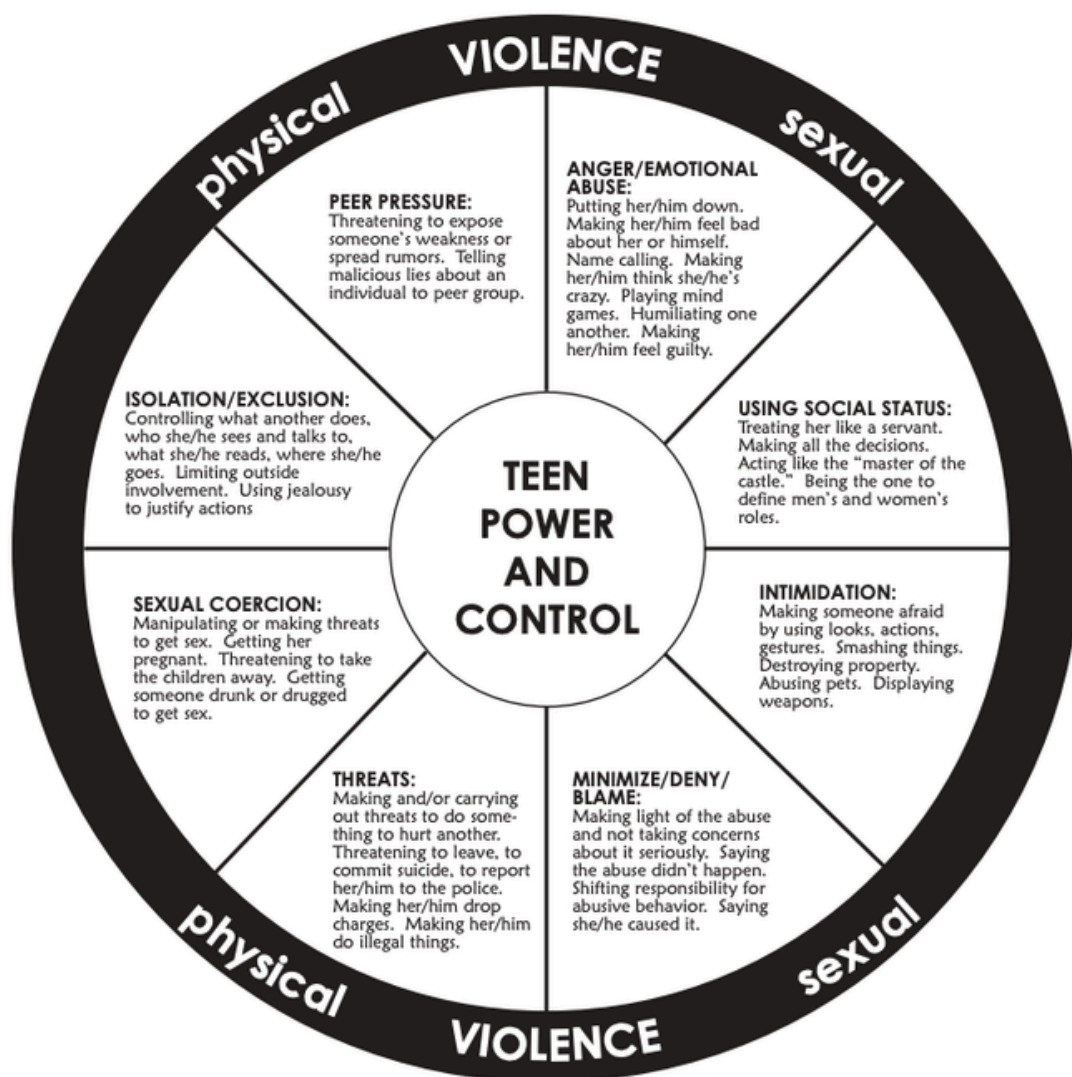 physical
VIOLENCE
sexual
PEER PRESSURE:
Threatening to expose
someone's weakness or
spread rumors. Telling
malicious lies about an
individual to peer group.
ANGER/EMOTIONAL
ABUSE:
Putting her/him down.
Making her/him feel bad
about her or himself.
Name calling. Making
her/him think she/he's
crazy. Playing mind
games. Humiliating one
another. Making
her/him feel guilty.
ISOLATION/EXCLUSION:
Controlling what another does,
who she/he sees and talks to,
what she/he reads, where she/he
goes. Limiting outside
involvement. Using jealousy
to justify actions
USING SOCIAL STATUS:
Treating her like a servant.
Making all the decisions.
Acting like the “master of the
castle.” Being the one to
define men's and women's
roles.
TEEN
POWER
AND
CONTROL
SEXUAL COERCION:
Manipulating or making threats
to get sex. Getting her
pregnant. Threatening to take
the children away. Getting
someone drunk or drugged
to get sex.
INTIMIDATION:
Making someone afraid
by using looks, actions,
gestures. Smashing things.
Destroying property.
Abusing pets. Displaying
weapons.
THREATS:
Making and/or carrying
out threats to do some-
thing to hurt another.
Threatening to leave, to
commit suicide, to report
her/him to the police.
Making her/him drop
charges. Making her/him
do illegal things.
MINIMIZE/DENY/
BLAME:
Making light of the abuse
and not taking concerns
about it seriously. Saying
the abuse didn't happen.
Shifting responsibility for
abusive behavior. Saying
she/he caused it.
physical
VIOLENCE
sexual